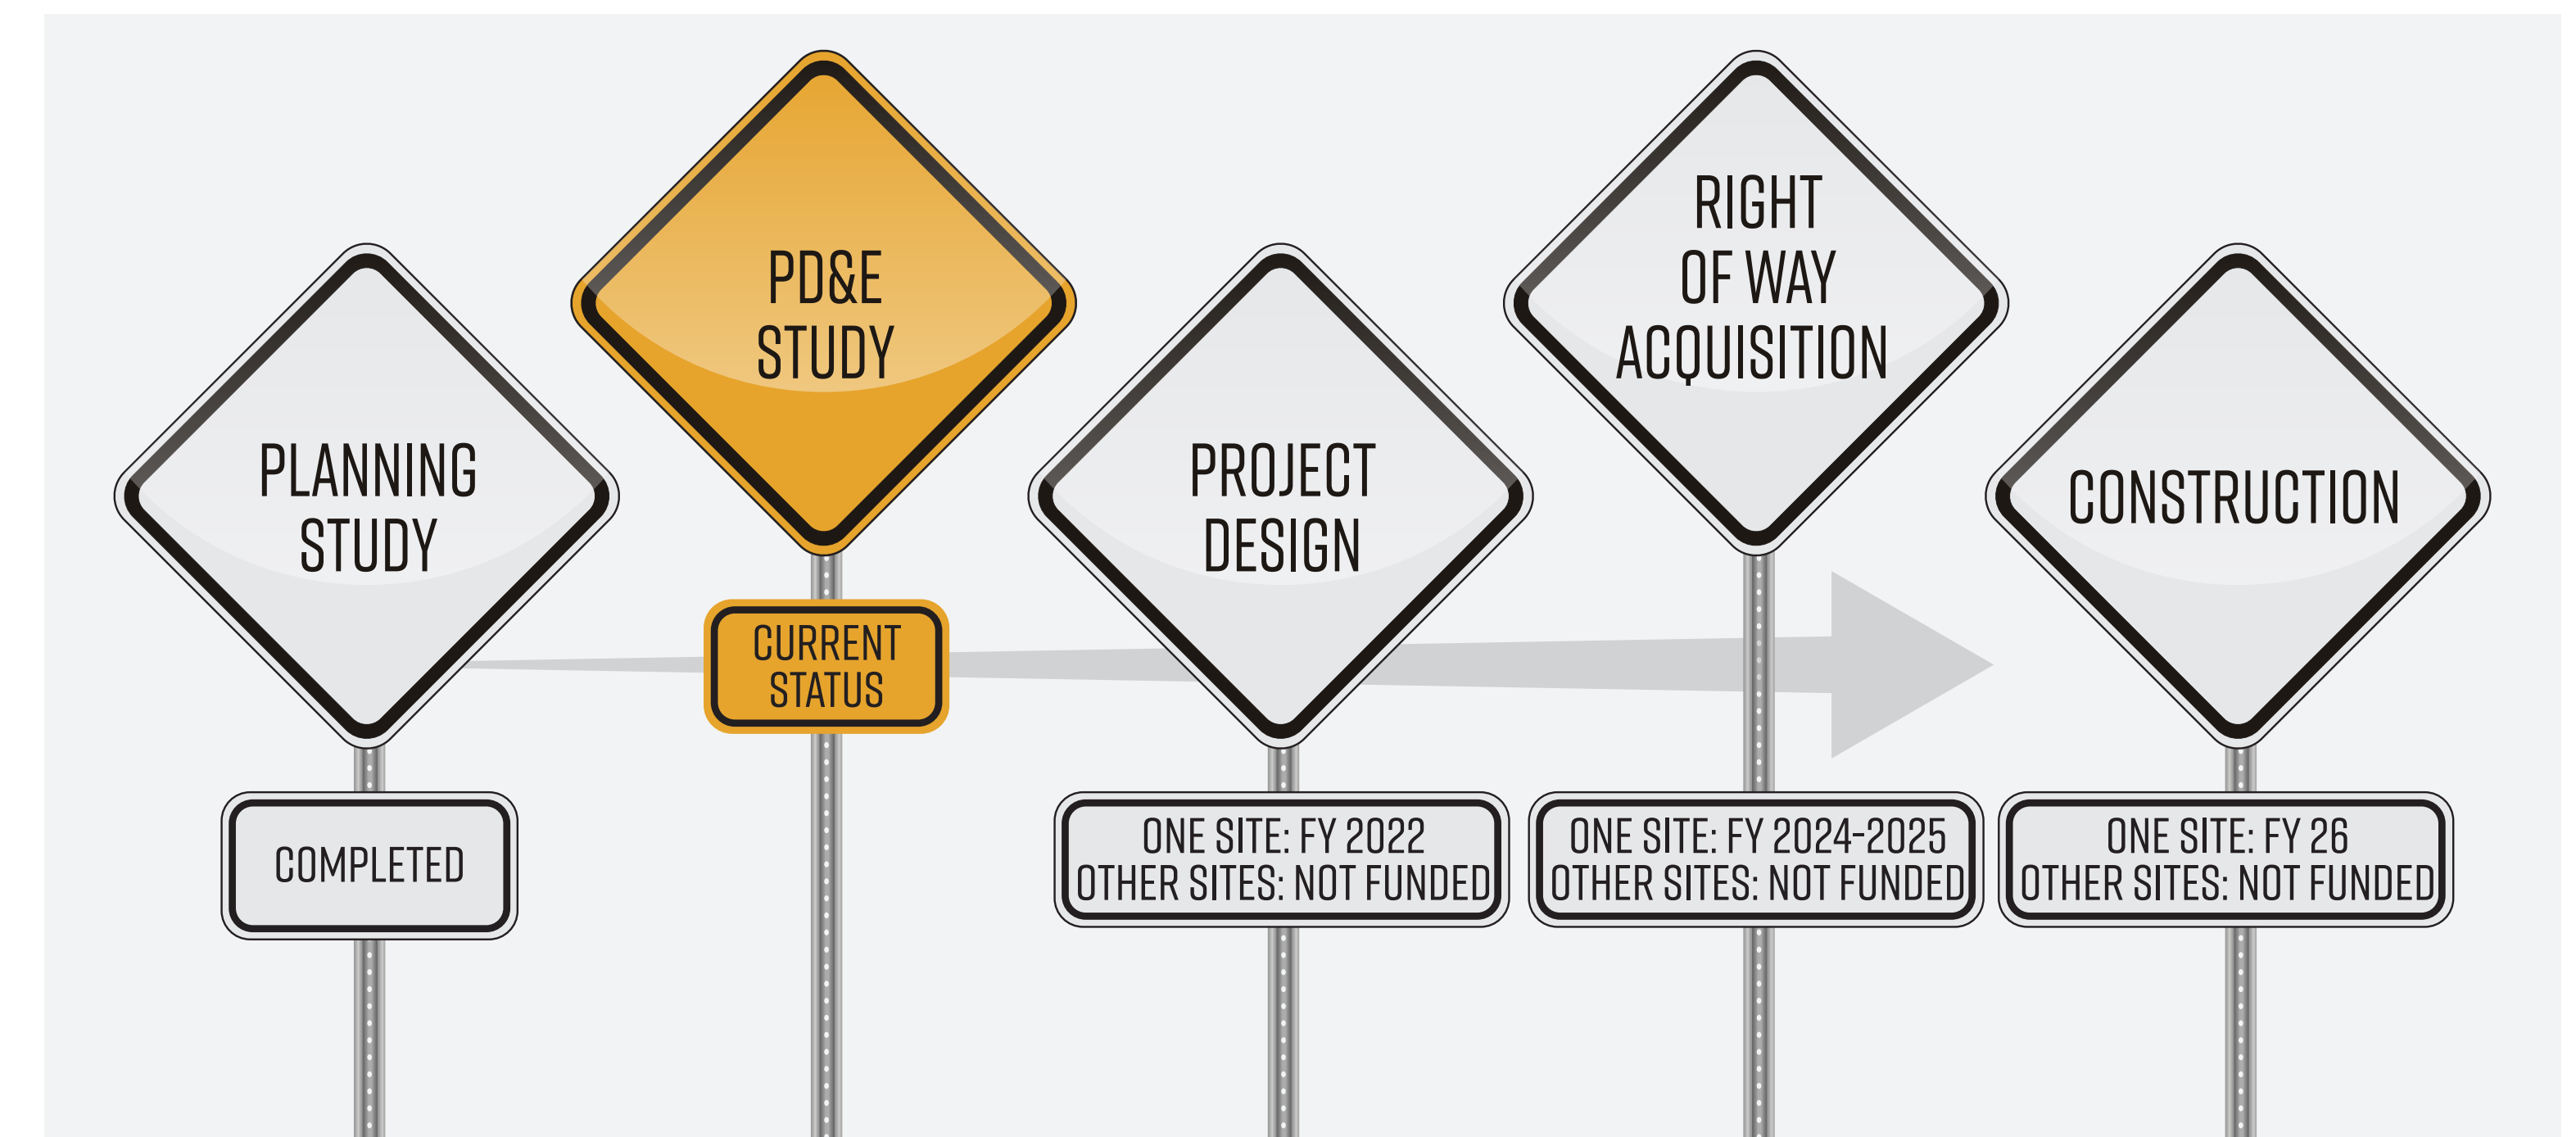 PLANNING
STUDY
COMPLETED
PD&E
STUDY
CURRENT
STATUS
PROJECT
DESIGN
ONE SITE: FY 2022
OTHER SITES: NOT FUNDED
RIGHT
OF WAY
ACQUISITION
ONE SITE: FY 2024-2025
OTHER SITES: NOT FUNDED
CONSTRUCTION
ONE SITE: FY 26
OTHER SITES: NOT FUNDED